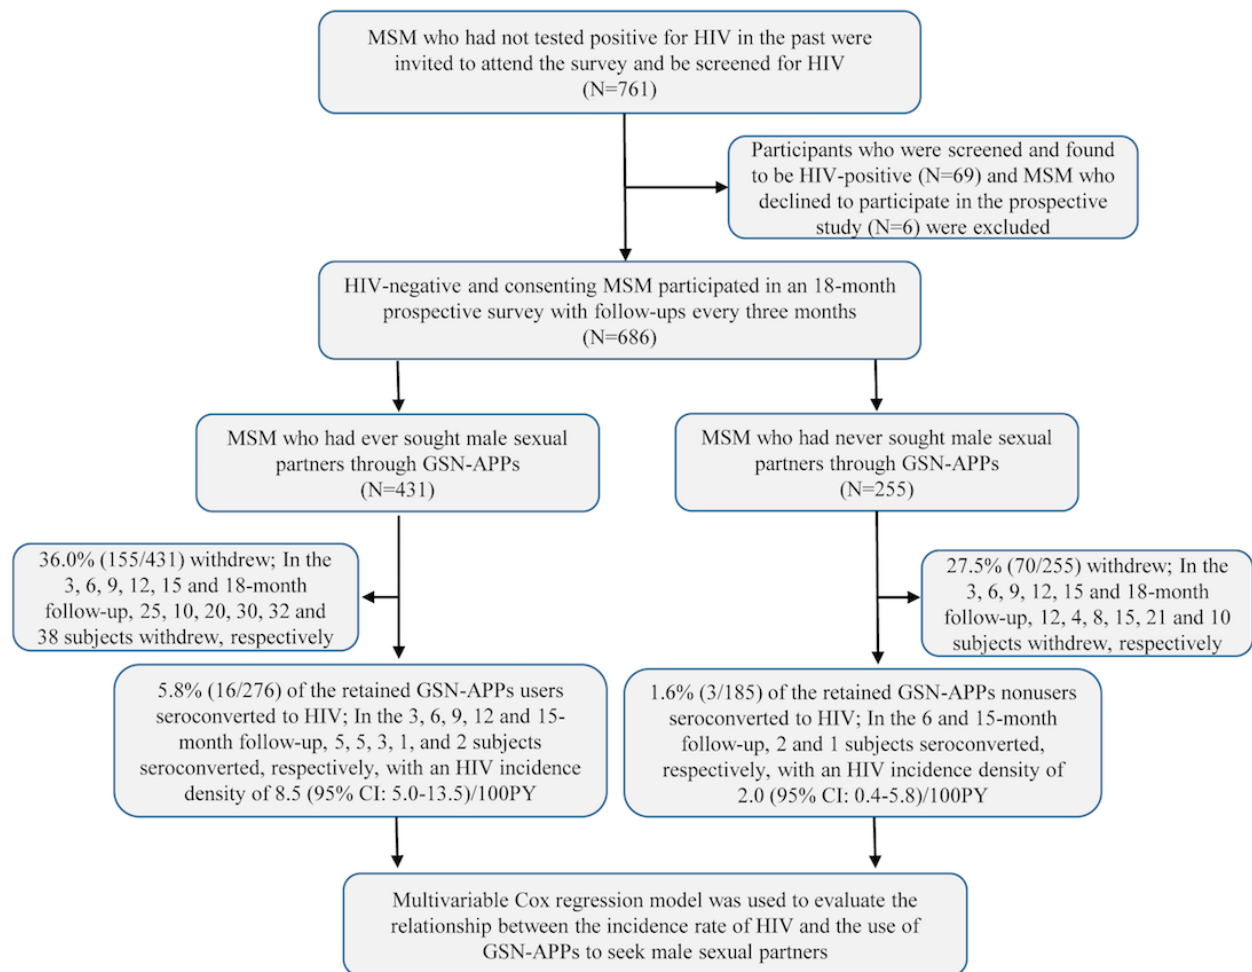 MSM who had not tested positive for HIV in the past were
invited to attend the survey and be screened for HIV
(N=761)
Participants who were screened and found
to be HIV-positive (N=69) and MSM who
declined to participate in the prospective
study (N=6) were excluded
HIV-negative and consenting MSM participated in an 18-month
prospective survey with follow-ups every three months
(N=686)
MSM who had ever sought male sexual
partners through GSN-APPs
(N=431)
MSM who had never sought male sexual
partners through GSN-APPs
(N=255)
36.0% (155/431) withdrew; In the
3, 6, 9, 12, 15 and 18-month
follow-up, 25, 10, 20, 30, 32 and
38 subjects withdrew, respectively
27.5% (70/255) withdrew; In the
3, 6, 9, 12, 15 and 18-month
follow-up, 12, 4, 8, 15, 21 and 10
subjects withdrew, respectively
5.8% (16/276) of the retained GSN-APPs users
seroconverted to HIV; In the 3, 6, 9, 12 and 15-
month follow-up, 5, 5, 3, 1, and 2 subjects
seroconverted, respectively, with an HIV incidence
density of 8.5 (95% CI: 5.0-13.5)/100PY
1.6% (3/185) of the retained GSN-APPs nonusers
seroconverted to HIV; In the 6 and 15-month
follow-up, 2 and 1 subjects seroconverted,
respectively, with an HIV incidence density of
2.0 (95% CI: 0.4-5.8)/100PY
Multivariable Cox regression model was used to evaluate the
relationship between the incidence rate of HIV and the use of
GSN-APPs to seek male sexual partners